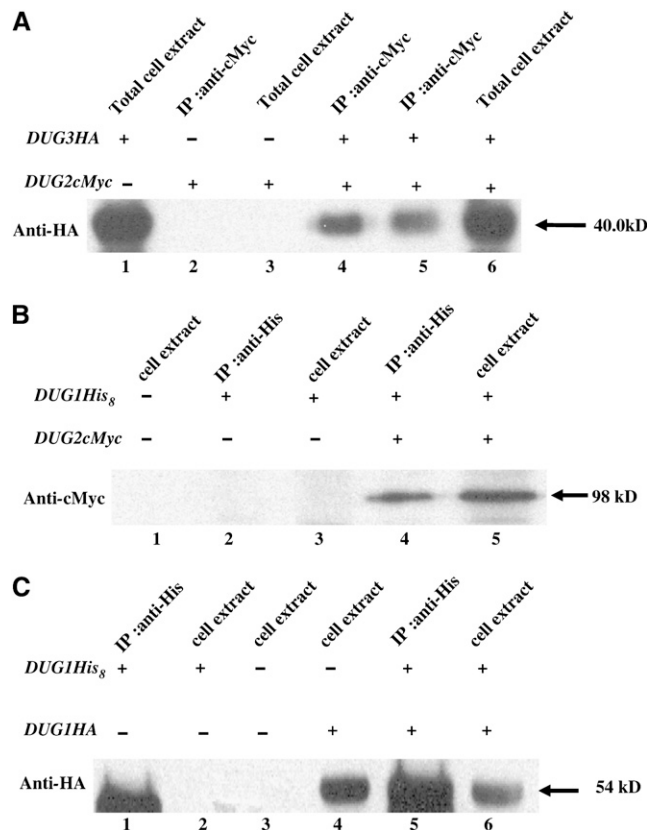 A
Total cell extract
IP :anti-cMyc
Total cell extract
IP :anti-cMyc
IP :anti-cMyc
Total cell extract
DUG3HA + – – + + +
DUG2cMyc – + + + + +
Anti-HA
40.0kD
1 2 3 4 5 6
B
cell extract
IP :anti-His
cell extract
IP :anti-His
cell extract
DUG1His8 – + + + +
DUG2cMyc – – – + +
Anti-cMyc
98 kD
1 2 3 4 5
C
IP :anti-His
cell extract
cell extract
cell extract
IP :anti-His
cell extract
DUG1His8 + + – – + +
DUG1HA – – – + + +
Anti-HA
54 kD
1 2 3 4 5 6